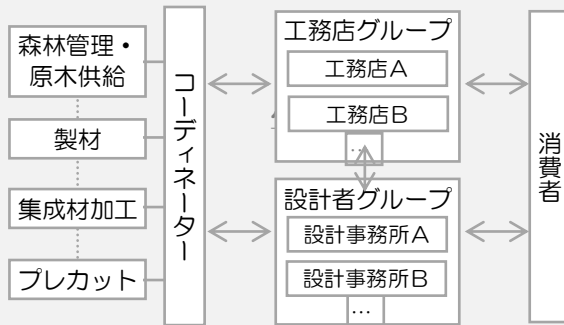 森林管理・
原木供給
製材
集成材加工
プレカット
コーディネーター
工務店グループ
工務店A
工務店B
…
設計者グループ
設計事務所A
設計事務所B
…
消費者